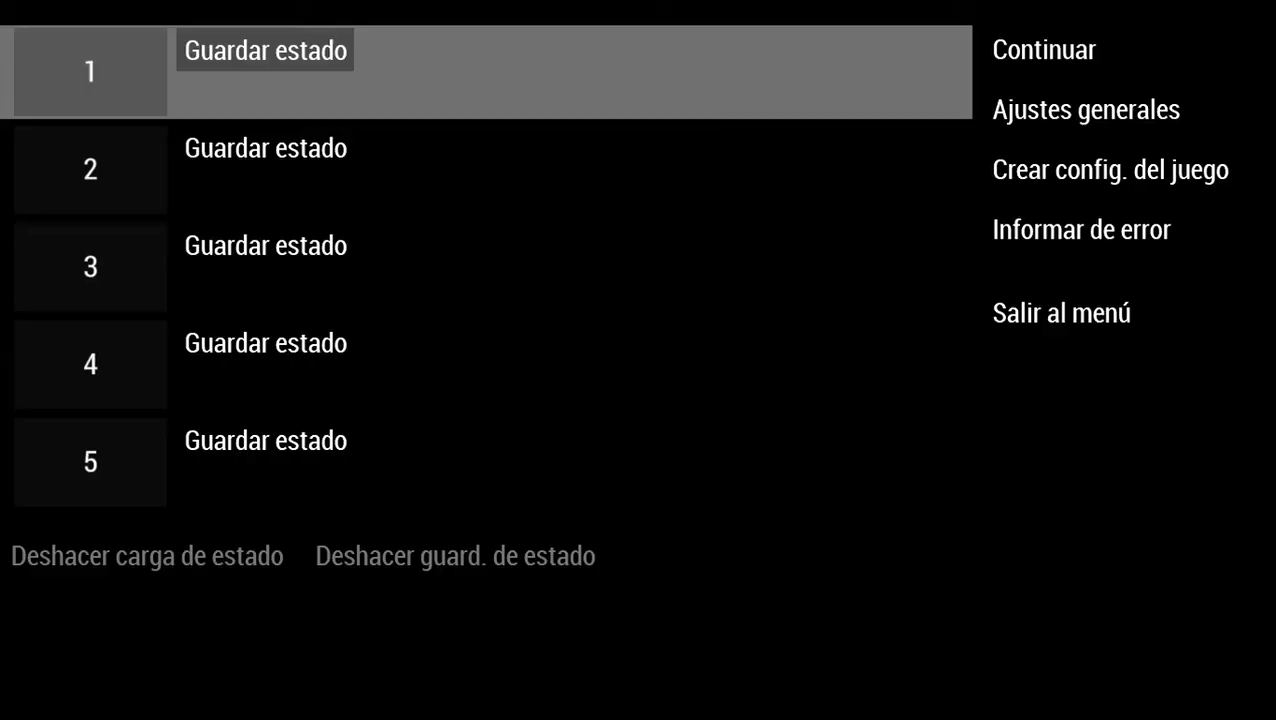 1
Guardar estado
2
Guardar estado
3
Guardar estado
4
Guardar estado
5
Guardar estado
Deshacer carga de estado
Deshacer guard. de estado
Continuar
Ajustes generales
Crear config. del juego
Informar de error
Salir al menú